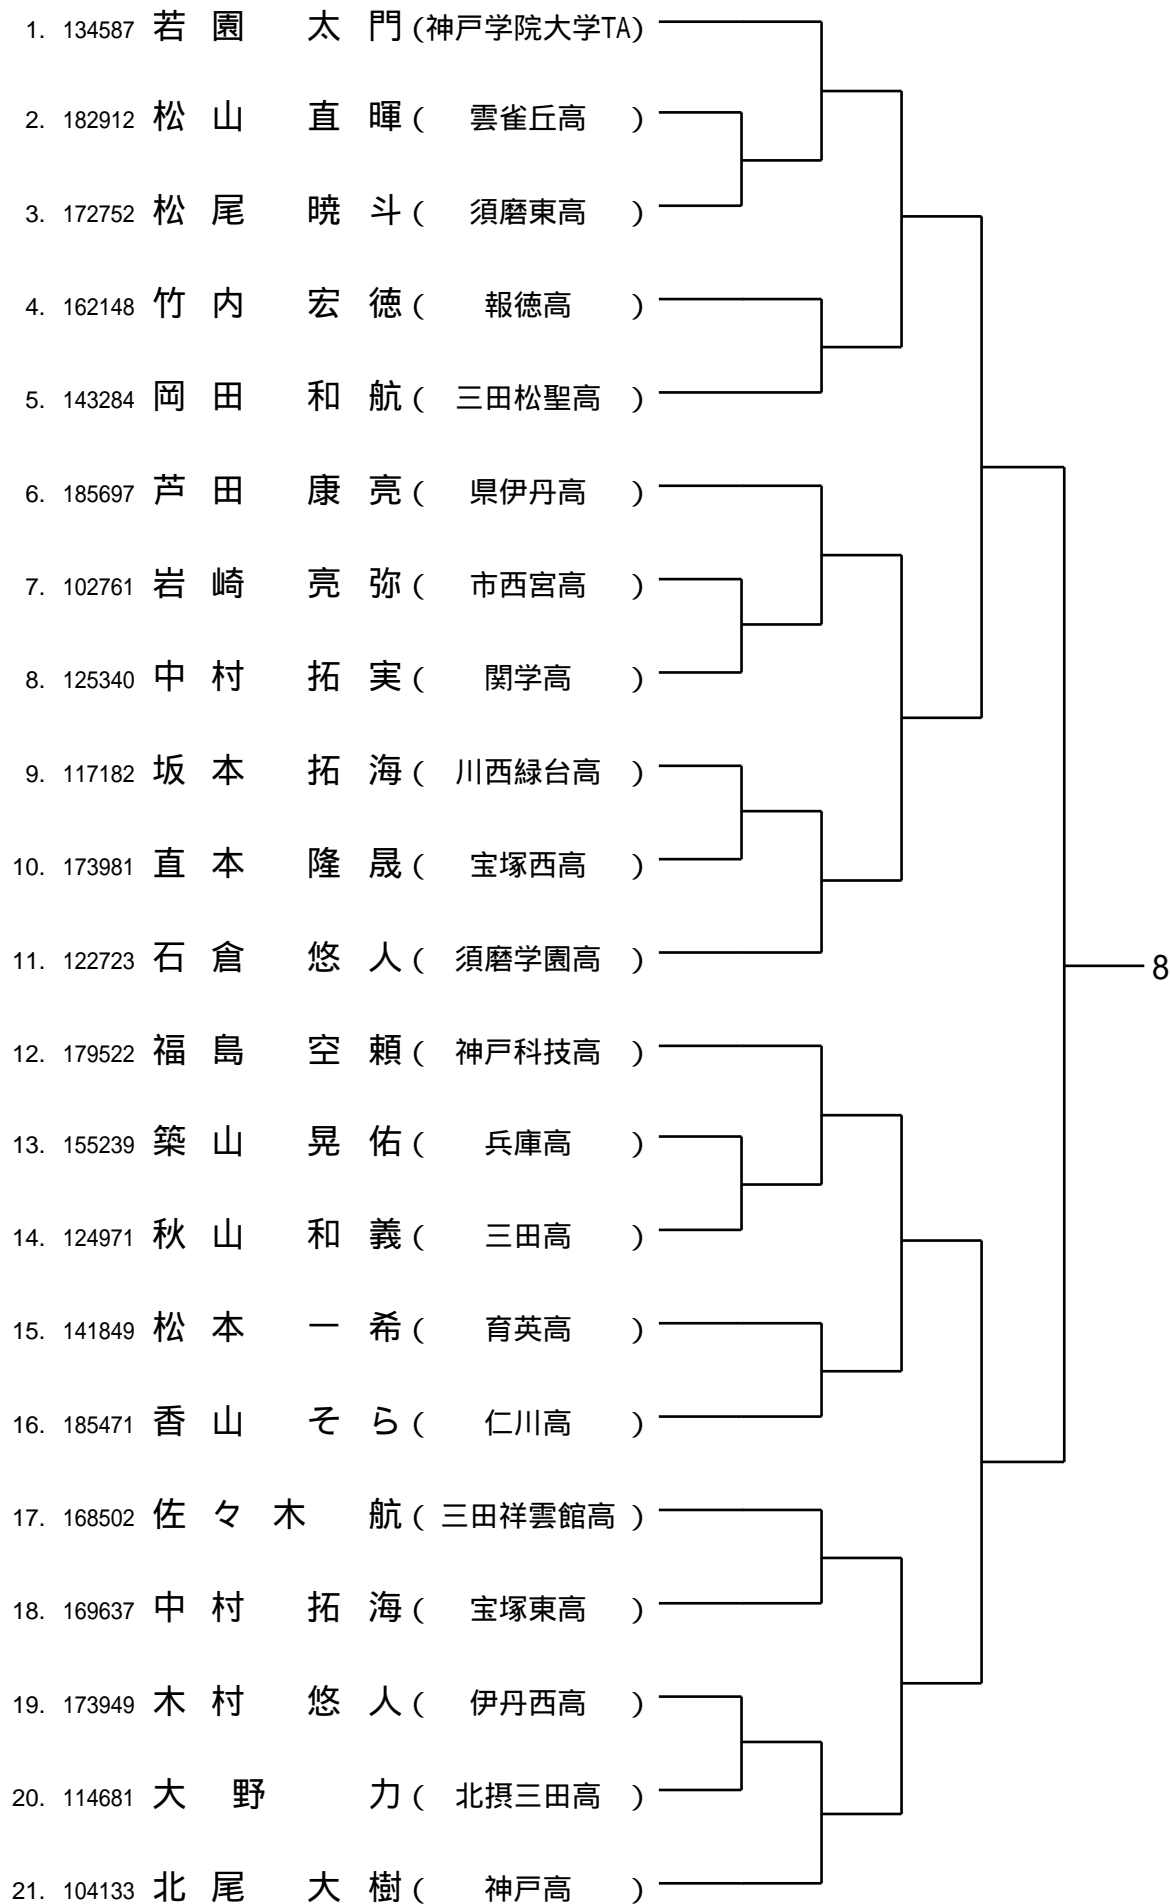 1. 134587 若園 太門 (神戸学院大学TA)
2. 182912 松山 直暉 ( 雲雀丘高 )
3. 172752 松尾 暁斗 ( 須磨東高 )
4. 162148 竹内 宏徳 ( 報徳高 )
5. 143284 岡田 和航 ( 三田松聖高 )
6. 185697 芦田 康亮 ( 県伊丹高 )
7. 102761 岩崎 亮弥 ( 市西宮高 )
8. 125340 中村 拓実 ( 関学高 )
9. 117182 坂本 拓海 ( 川西緑台高 )
10. 173981 直本 隆晟 ( 宝塚西高 )
11. 122723 石倉 悠人 ( 須磨学園高 )
8
12. 179522 福島 空頼 ( 神戸科技高 )
13. 155239 築山 晃佑 ( 兵庫高 )
14. 124971 秋山 和義 ( 三田高 )
15. 141849 松本 一希 ( 育英高 )
16. 185471 香山 そら ( 仁川高 )
17. 168502 佐々木 航 ( 三田祥雲館高 )
18. 169637 中村 拓海 ( 宝塚東高 )
19. 173949 木村 悠人 ( 伊丹西高 )
20. 114681 大野 力 ( 北摂三田高 )
21. 104133 北尾 大樹 ( 神戸高 )